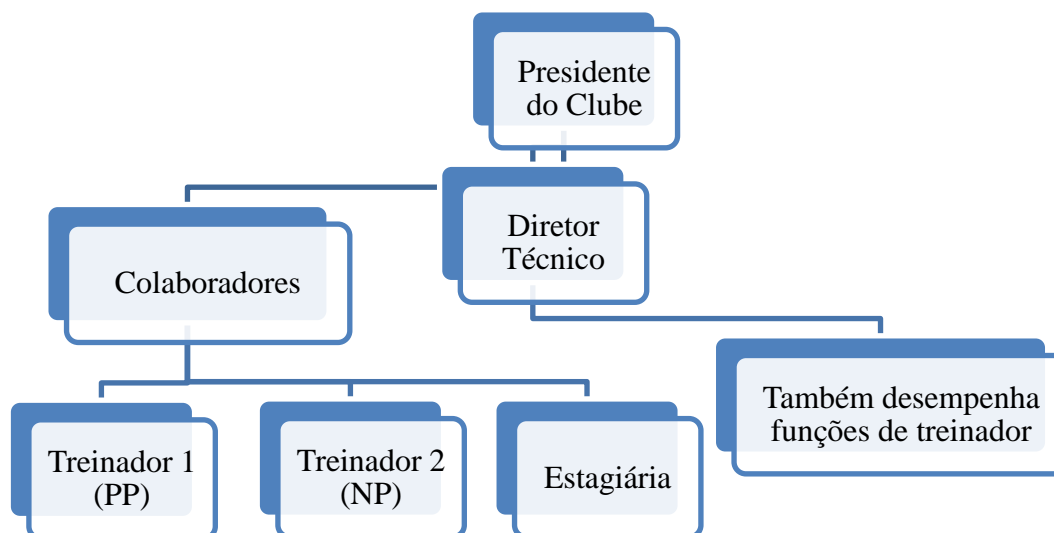 Presidente
do Clube
Diretor
Técnico
Colaboradores
Também desempenha
funções de treinador
Treinador 1
(PP)
Treinador 2
(NP)
Estagiária